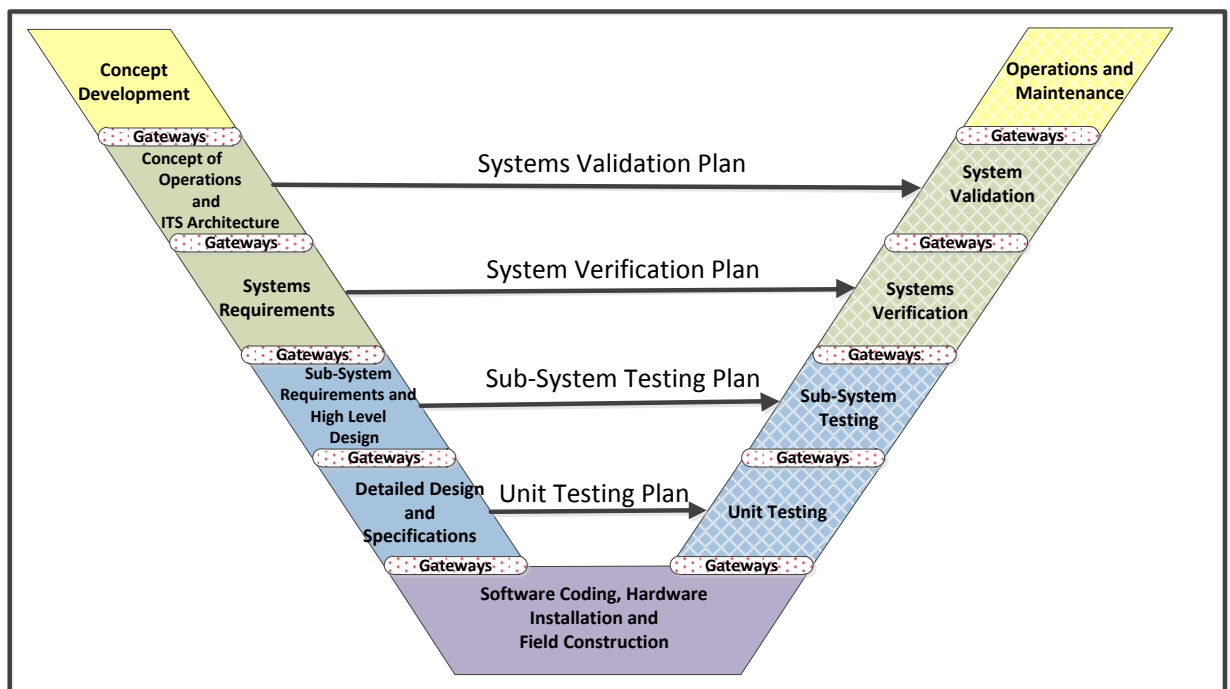 Concept
Development
Gateways
Concept of
Operations
and
ITS Architecture
Gateways
Systems
Requirements
Gateways
Sub-System
Requirements and
High Level
Design
Gateways
Detailed Design
and
Specifications
Gateways
Software Coding, Hardware
Installation and
Field Construction
Systems Validation Plan
System Verification Plan
Sub-System Testing Plan
Unit Testing Plan
Operations and
Maintenance
Gateways
System
Validation
Gateways
Systems
Verification
Gateways
Sub-System
Testing
Gateways
Unit Testing
Gateways